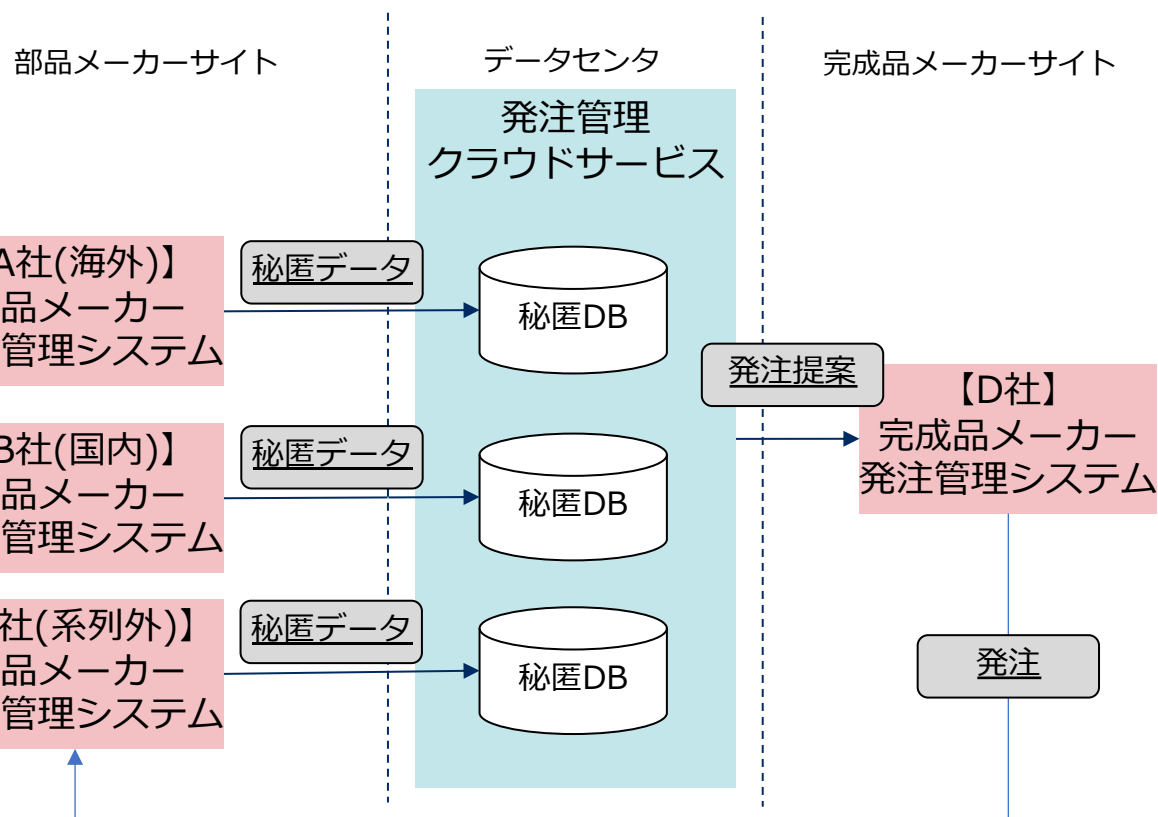 部品メーカーサイト
データセンタ
完成品メーカーサイト
発注管理
クラウドサービス
A社(海外)】
品メーカー
管理システム
秘匿データ
秘匿DB
発注提案
【D社】
完成品メーカー
発注管理システム
B社(国内)】
品メーカー
管理システム
秘匿データ
秘匿DB
社(系列外)】
品メーカー
管理システム
秘匿データ
秘匿DB
発注